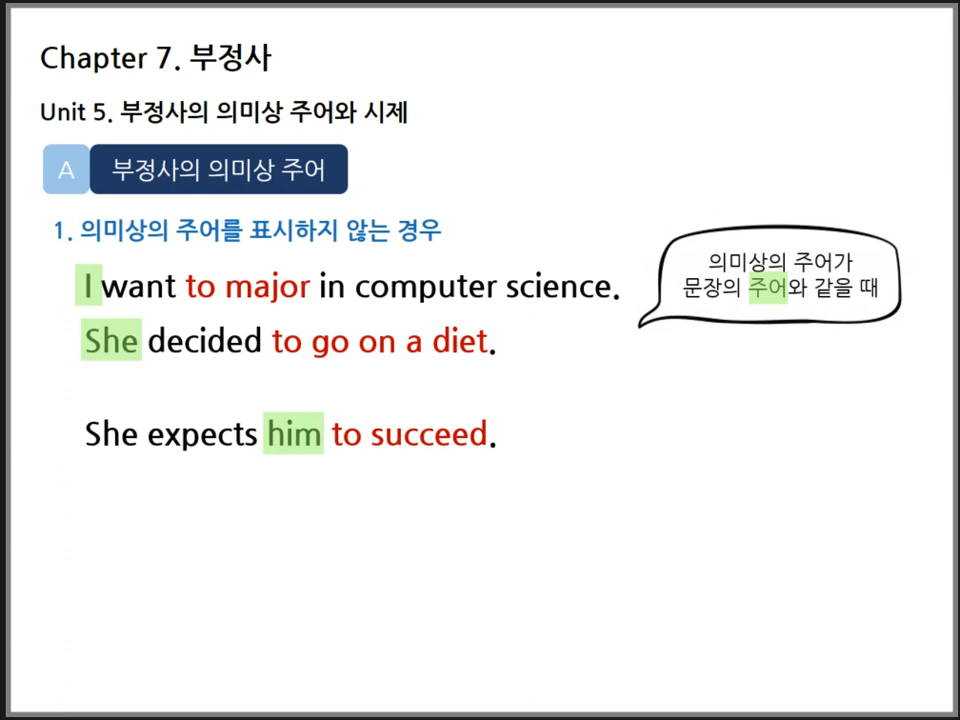 Chapter 7. 부정사
Unit 5. 부정사의 의미상 주어와 시제
A 부정사의 의미상 주어
1. 의미상의 주어를 표시하지 않는 경우
I want to major in computer science.
She decided to go on a diet.
She expects him to succeed.
의미상의 주어가
문장의 주어와 같을 때